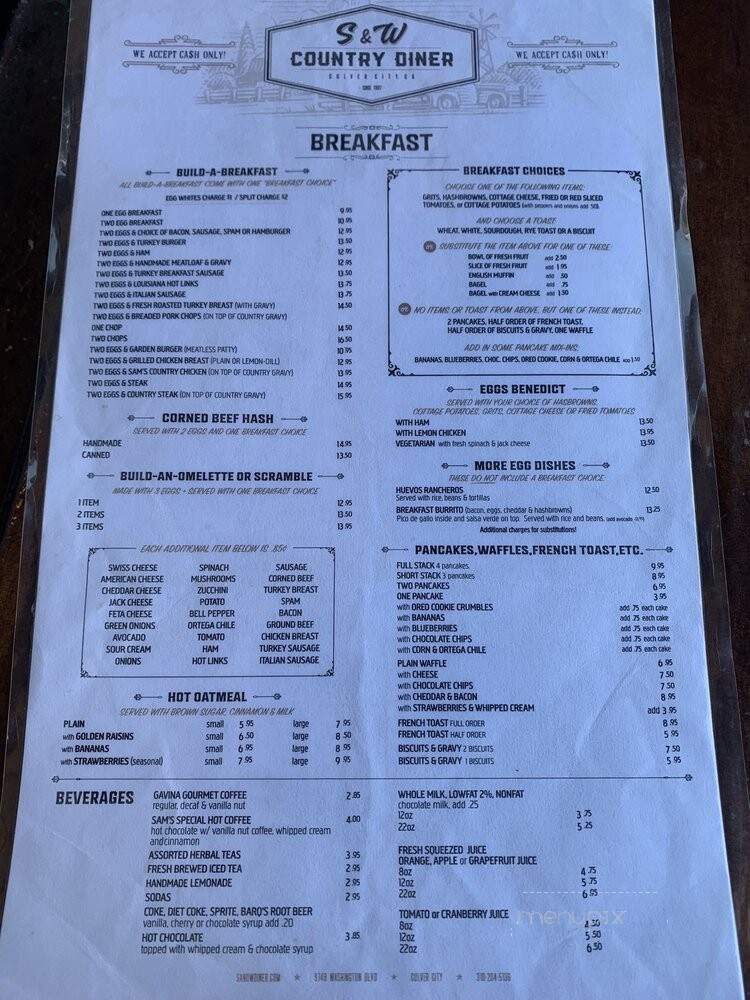 S & W
COUNTRY DINER
CULVER CITY CA
WE ACCEPT CASH ONLY!
WE ACCEPT CASH ONLY!
BREAKFAST
BUILD-A-BREAKFAST
ALL BUILD-A-BREAKFAST COME WITH ONE "BREAKFAST CHOICE"
EGG WHITES CHARGE $1 / SPLIT CHARGE $2
ONE EGG BREAKFAST 9.95
TWO EGG BREAKFAST 10.95
TWO EGGS & CHOICE OF BACON, SAUSAGE, SPAM OR HAMBURGER 12.95
TWO EGGS & TURKEY BURGER 13.50
TWO EGGS & HAM 12.95
TWO EGGS & HANDMADE MEATLOAF & GRAVY 12.95
TWO EGGS & TURKEY BREAKFAST SAUSAGE 13.50
TWO EGGS & LOUISIANA HOT LINKS 13.75
TWO EGGS & ITALIAN SAUSAGE 13.75
TWO EGGS & FRESH ROASTED TURKEY BREAST (WITH GRAVY) 14.50
TWO EGGS & BREADED PORK CHOPS (ON TOP OF COUNTRY GRAVY)
ONE CHOP 14.50
TWO CHOPS 16.50
TWO EGGS & GARDEN BURGER (MEATLESS PATTY) 10.95
TWO EGGS & GRILLED CHICKEN BREAST (PLAIN OR LEMON-DILL) 12.95
TWO EGGS & SAM'S COUNTRY CHICKEN (ON TOP OF COUNTRY GRAVY) 13.95
TWO EGGS & STEAK 14.95
TWO EGGS & COUNTRY STEAK (ON TOP OF COUNTRY GRAVY) 15.95
CORNED BEEF HASH
SERVED WITH 2 EGGS AND ONE BREAKFAST CHOICE
HANDMADE 14.95
CANNED 13.50
BUILD-AN-OMELETTE OR SCRAMBLE
MADE WITH 3 EGGS - SERVED WITH ONE BREAKFAST CHOICE
1 ITEM 12.95
2 ITEMS 13.50
3 ITEMS 13.95
EACH ADDITIONAL ITEM BELOW IS .85¢
SWISS CHEESE SPINACH SAUSAGE
AMERICAN CHEESE MUSHROOMS CORNED BEEF
CHEDDAR CHEESE ZUCCHINI TURKEY BREAST
JACK CHEESE POTATO SPAM
FETA CHEESE BELL PEPPER BACON
GREEN ONIONS ORTEGA CHILE GROUND BEEF
AVOCADO TOMATO CHICKEN BREAST
SOUR CREAM HAM TURKEY SAUSAGE
ONIONS HOT LINKS ITALIAN SAUSAGE
HOT OATMEAL
SERVED WITH BROWN SUGAR, CINNAMON & MILK
PLAIN small 5.95 large 7.95
with GOLDEN RAISINS small 6.50 large 8.50
with BANANAS small 6.95 large 8.95
with STRAWBERRIES (seasonal) small 7.95 large 9.95
BREAKFAST CHOICES
CHOOSE ONE OF THE FOLLOWING ITEMS:
GRITS, HASHBROWNS, COTTAGE CHEESE, FRIED OR RED SLICED
TOMATOES, or COTTAGE POTATOES (with peppers and onions add .50).
AND CHOOSE A TOAST:
WHEAT, WHITE, SOURDOUGH, RYE TOAST OR A BISCUIT
OR SUBSTITUTE THE ITEM ABOVE FOR ONE OF THESE:
BOWL OF FRESH FRUIT add 2.50
SLICE OF FRESH FRUIT add 1.95
ENGLISH MUFFIN add .50
BAGEL add .75
BAGEL with CREAM CHEESE add 1.50
OR NO ITEMS OR TOAST FROM ABOVE, BUT ONE OF THESE INSTEAD:
2 PANCAKES, HALF ORDER OF FRENCH TOAST,
HALF ORDER OF BISCUITS & GRAVY, ONE WAFFLE
ADD IN SOME PANCAKE MIX-INS:
BANANAS, BLUEBERRIES, CHOC. CHIPS, OREO COOKIE, CORN & ORTEGA CHILE ADD 1.50
EGGS BENEDICT
SERVED WITH YOUR CHOICE OF HASBROWNS,
COTTAGE POTATOES, GRITS, COTTAGE CHEESE OR FRIED TOMATOES
WITH HAM 13.50
WITH LEMON CHICKEN 13.95
VEGETARIAN with fresh spinach & jack cheese 13.50
MORE EGG DISHES
THESE DO NOT INCLUDE A BREAKFAST CHOICE:
HUEVOS RANCHEROS 12.50
Served with rice, beans & tortillas
BREAKFAST BURRITO (bacon, eggs, cheddar & hashbrowns) 13.25
Pico de gallo inside and salsa verde on top. Served with rice and beans.
Additional charges for substitutions!
PANCAKES,WAFFLES,FRENCH TOAST,ETC.
FULL STACK 4 pancakes. 9.95
SHORT STACK 3 pancakes 8.95
TWO PANCAKES 6.95
ONE PANCAKE 3.95
with OREO COOKIE CRUMBLES add .75 each cake
with BANANAS add .75 each cake
with BLUEBERRIES add .75 each cake
with CHOCOLATE CHIPS add .75 each cake
with CORN & ORTEGA CHILE add .75 each cake
PLAIN WAFFLE 6.95
with CHEESE 7.50
with CHOCOLATE CHIPS 7.50
with CHEDDAR & BACON 8.95
with STRAWBERRIES & WHIPPED CREAM add 3.95
FRENCH TOAST FULL ORDER 8.95
FRENCH TOAST HALF ORDER 5.95
BISCUITS & GRAVY 2 BISCUITS 7.50
BISCUITS & GRAVY 1 BISCUITS 5.95
BEVERAGES
GAVINA GOURMET COFFEE 2.85
regular, decaf & vanilla nut
SAM'S SPECIAL HOT COFFEE 4.00
hot chocolate w/ vanilla nut coffee, whipped cream
andcinnamon
ASSORTED HERBAL TEAS 3.95
FRESH BREWED ICED TEA 2.95
HANDMADE LEMONADE 2.95
SODAS 2.95
COKE, DIET COKE, SPRITE, BARQ'S ROOT BEER
vanilla, cherry or chocolate syrup add .20
HOT CHOCOLATE 3.85
topped with whipped cream & chocolate syrup
WHOLE MILK, LOWFAT 2%, NONFAT
chocolate milk, add .25
12oz 3.75
22oz 5.25
FRESH SQUEEZED JUICE
ORANGE, APPLE or GRAPEFRUIT JUICE
8oz 4.75
12oz 5.75
22oz 6.95
TOMATO or CRANBERRY JUICE
8oz 4.50
12oz 5.50
22oz 6.50
menupix
SANDWDINER.COM ★ 9748 WASHINGTON BLVD ★ CULVER CITY ★ 310-204-5136